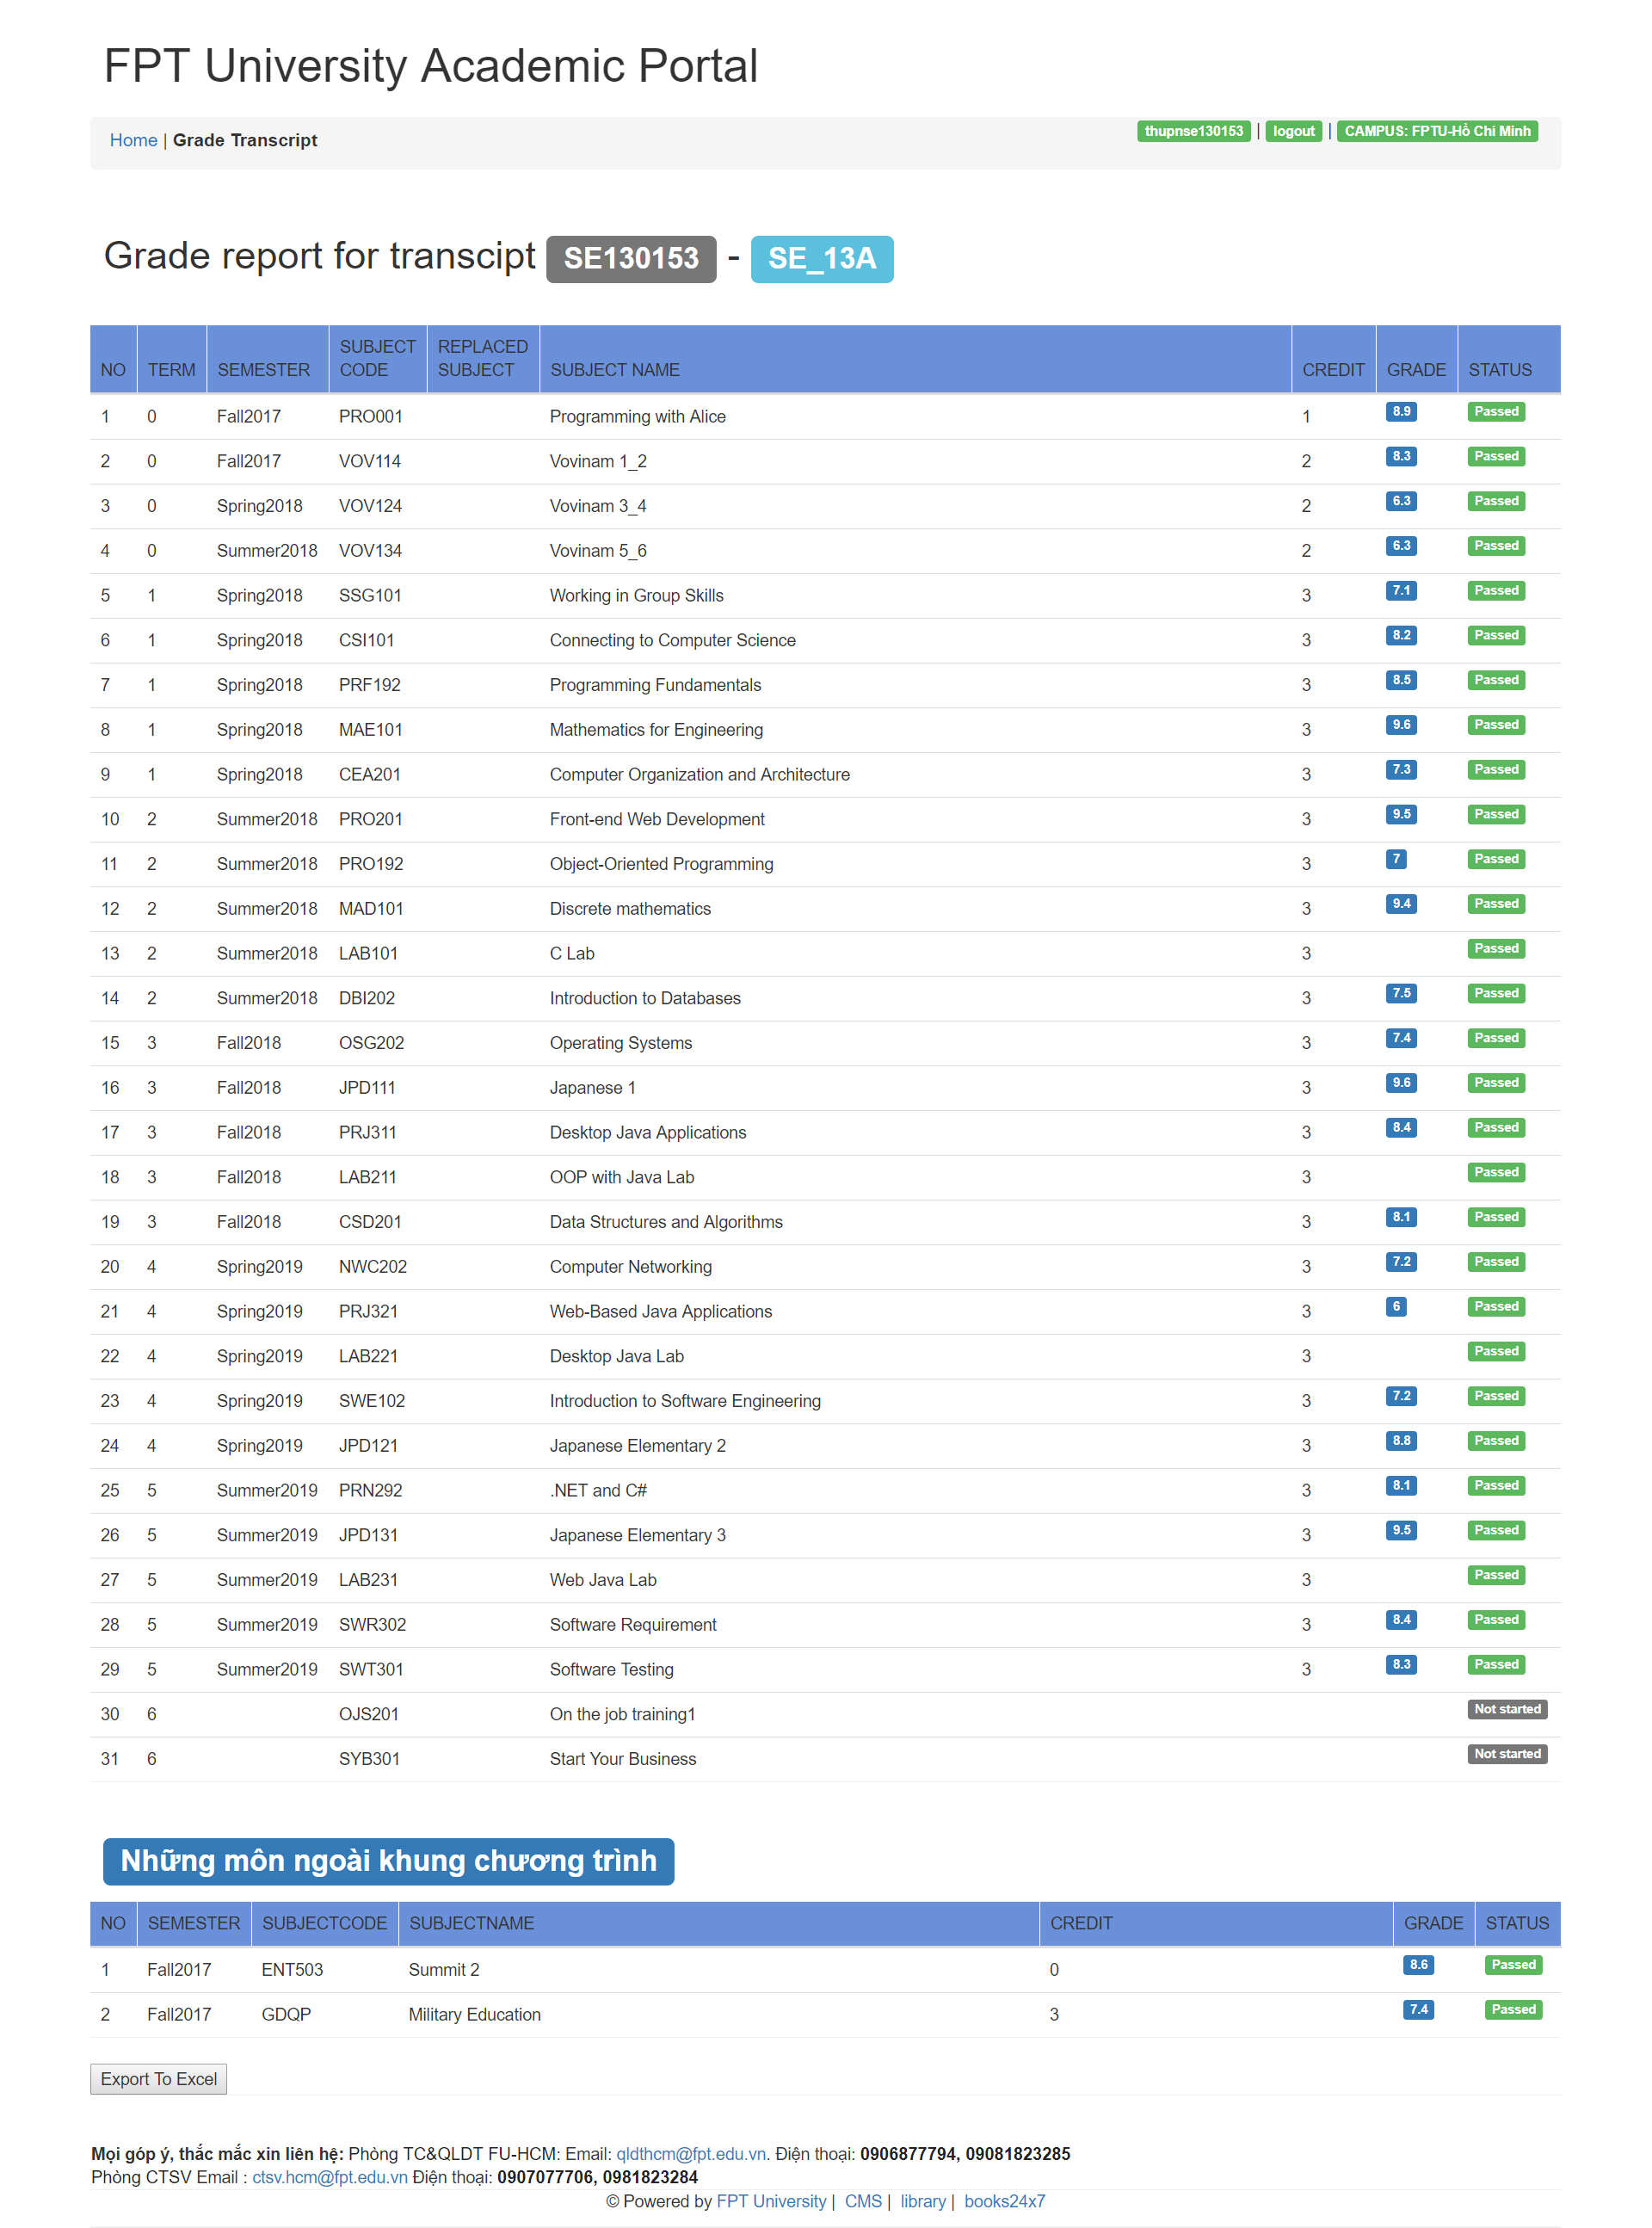 FPT University Academic Portal
Home | Grade Transcript
thupnse130153 | logout | CAMPUS: FPTU-Hồ Chí Minh
Grade report for transcipt SE130153 - SE_13A
NO TERM SEMESTER SUBJECT CODE REPLACED SUBJECT SUBJECT NAME CREDIT GRADE STATUS
1 0 Fall2017 PRO001 Programming with Alice 1 8.9 Passed
2 0 Fall2017 VOV114 Vovinam 1_2 2 8.3 Passed
3 0 Spring2018 VOV124 Vovinam 3_4 2 6.3 Passed
4 0 Summer2018 VOV134 Vovinam 5_6 2 6.3 Passed
5 1 Spring2018 SSG101 Working in Group Skills 3 7.1 Passed
6 1 Spring2018 CSI101 Connecting to Computer Science 3 8.2 Passed
7 1 Spring2018 PRF192 Programming Fundamentals 3 8.5 Passed
8 1 Spring2018 MAE101 Mathematics for Engineering 3 9.6 Passed
9 1 Spring2018 CEA201 Computer Organization and Architecture 3 7.3 Passed
10 2 Summer2018 PRO201 Front-end Web Development 3 9.5 Passed
11 2 Summer2018 PRO192 Object-Oriented Programming 3 7 Passed
12 2 Summer2018 MAD101 Discrete mathematics 3 9.4 Passed
13 2 Summer2018 LAB101 C Lab 3 Passed
14 2 Summer2018 DBI202 Introduction to Databases 3 7.5 Passed
15 3 Fall2018 OSG202 Operating Systems 3 7.4 Passed
16 3 Fall2018 JPD111 Japanese 1 3 9.6 Passed
17 3 Fall2018 PRJ311 Desktop Java Applications 3 8.4 Passed
18 3 Fall2018 LAB211 OOP with Java Lab 3 Passed
19 3 Fall2018 CSD201 Data Structures and Algorithms 3 8.1 Passed
20 4 Spring2019 NWC202 Computer Networking 3 7.2 Passed
21 4 Spring2019 PRJ321 Web-Based Java Applications 3 6 Passed
22 4 Spring2019 LAB221 Desktop Java Lab 3 Passed
23 4 Spring2019 SWE102 Introduction to Software Engineering 3 7.2 Passed
24 4 Spring2019 JPD121 Japanese Elementary 2 3 8.8 Passed
25 5 Summer2019 PRN292 .NET and C# 3 8.1 Passed
26 5 Summer2019 JPD131 Japanese Elementary 3 3 9.5 Passed
27 5 Summer2019 LAB231 Web Java Lab 3 Passed
28 5 Summer2019 SWR302 Software Requirement 3 8.4 Passed
29 5 Summer2019 SWT301 Software Testing 3 8.3 Passed
30 6 OJS201 On the job training1 Not started
31 6 SYB301 Start Your Business Not started
Những môn ngoài khung chương trình
NO SEMESTER SUBJECTCODE SUBJECTNAME CREDIT GRADE STATUS
1 Fall2017 ENT503 Summit 2 0 8.6 Passed
2 Fall2017 GDQP Military Education 3 7.4 Passed
Export To Excel
Mọi góp ý, thắc mắc xin liên hệ: Phòng TC&QLDT FU-HCM: Email: qldthcm@fpt.edu.vn. Điện thoại: 0906877794, 09081823285
Phòng CTSV Email : ctsv.hcm@fpt.edu.vn Điện thoại: 0907077706, 0981823284
© Powered by FPT University | CMS | library | books24x7